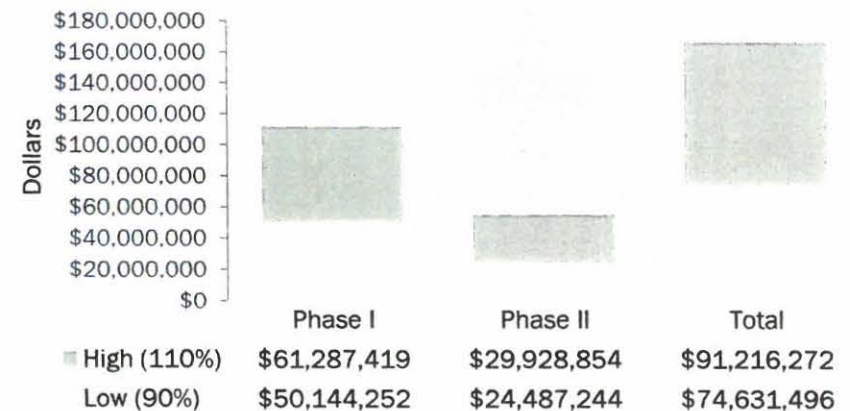 $180,000,000
$160,000,000
$140,000,000
$120,000,000
$100,000,000
$80,000,000
$60,000,000
$40,000,000
$20,000,000
$0
Dollars
Phase I Phase II Total
High (110%) $61,287,419 $29,928,854 $91,216,272
Low (90%) $50,144,252 $24,487,244 $74,631,496